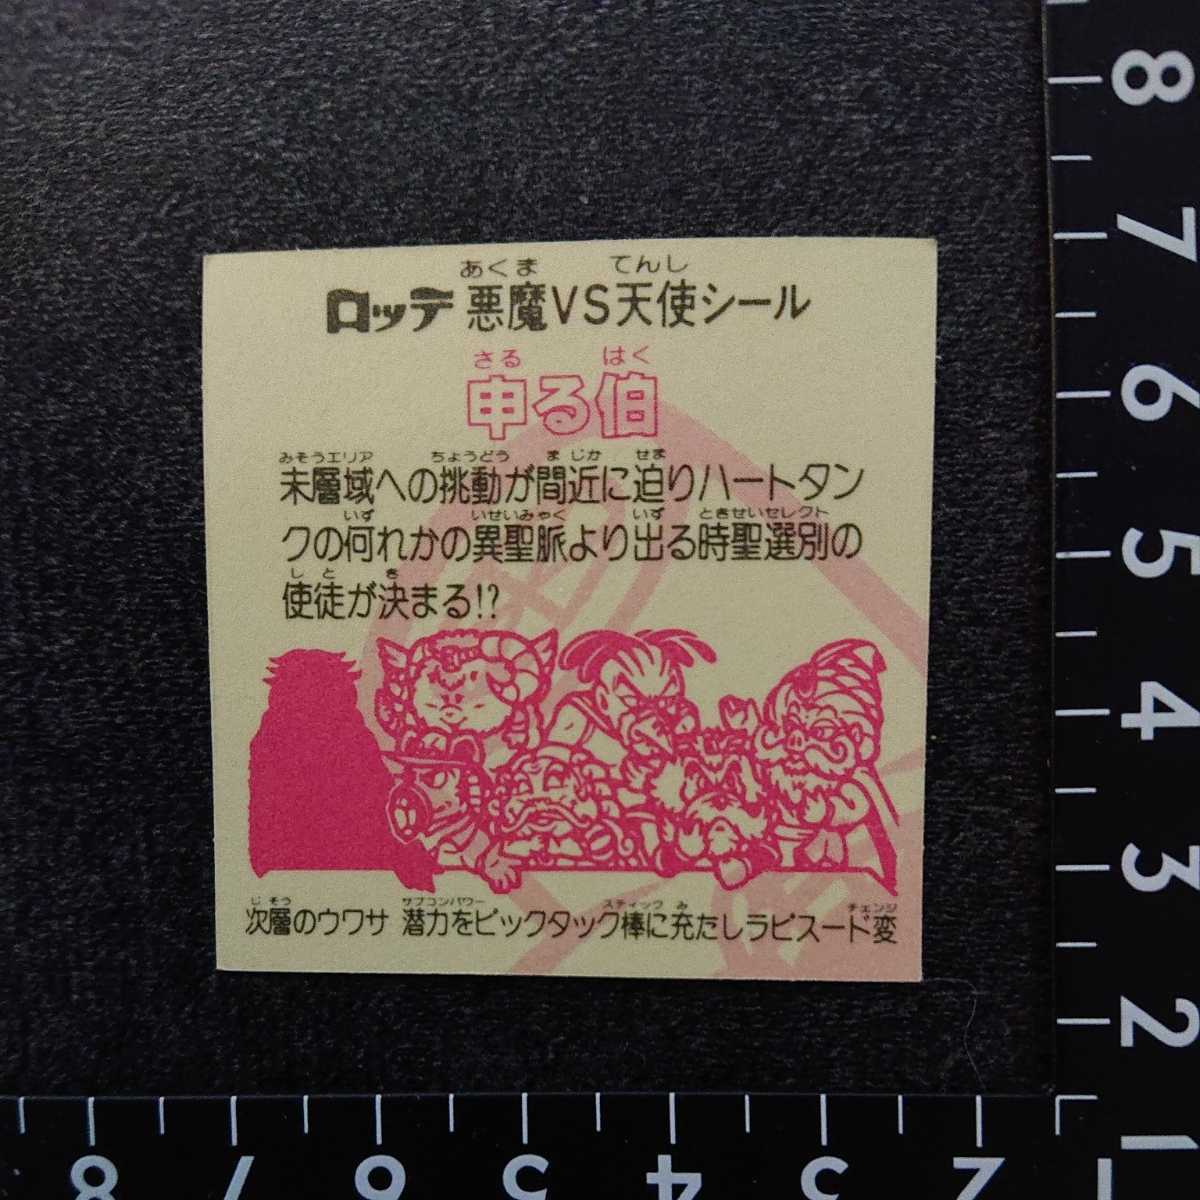 あくま てんし
ロッテ 悪魔VS天使シール
さる はく
申る伯
みそうエリア ちょうどう まじか せま
未層域への挑動が間近に迫りハートタン
いず いせいみゃく いず ときせいセレクト
クの何れかの異聖脈より出る時聖選別の
しと き
使徒が決まる!?
じそう サブコンパワー スティック み チェンジ
次層のウワサ 潜力をピックタック棒に充たしラピスード変
8
7
6
5
4
3
2
1
8 7 6 5 4 3 2 1